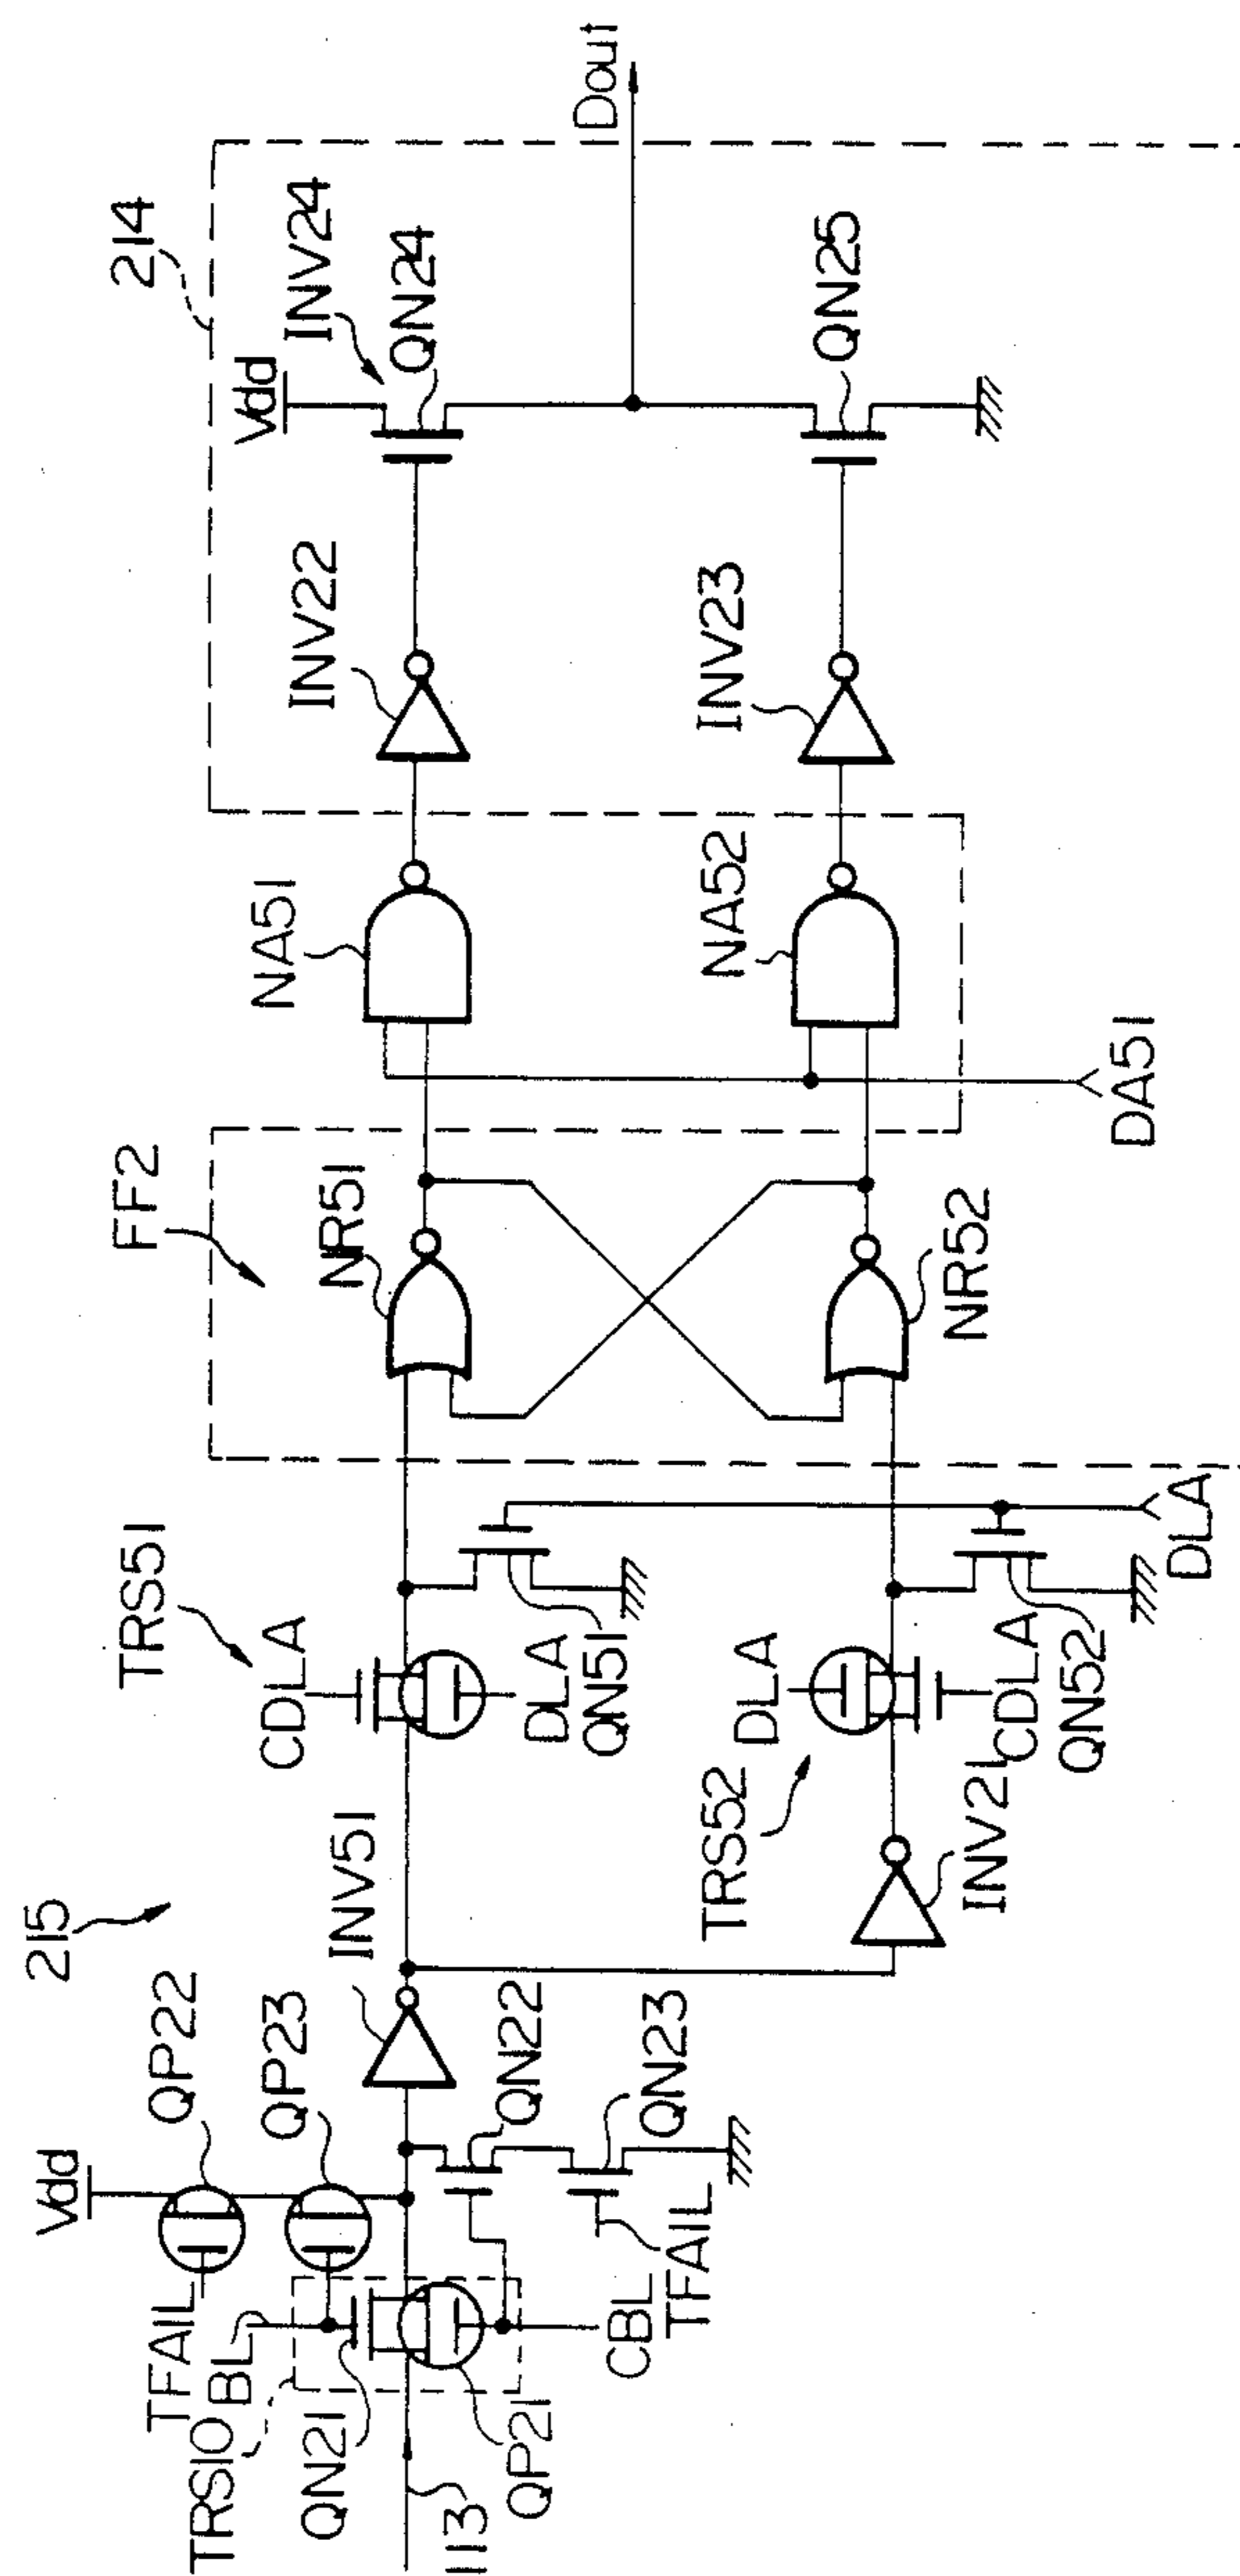 215
TRS51
FF2
214
Vdd
QP22
QP23
TFAIL
BL
TRS10
QN21
113
QP21
CBL
TFAIL
QN22
QN23
INV51
CDLA
DLA
QN51
TRS52
DLA
INV21
CDLA
QN52
DLA
NR51
NR52
NA51
NA52
DA51
INV22
INV23
Vdd
INV24
QN24
QN25
Dout